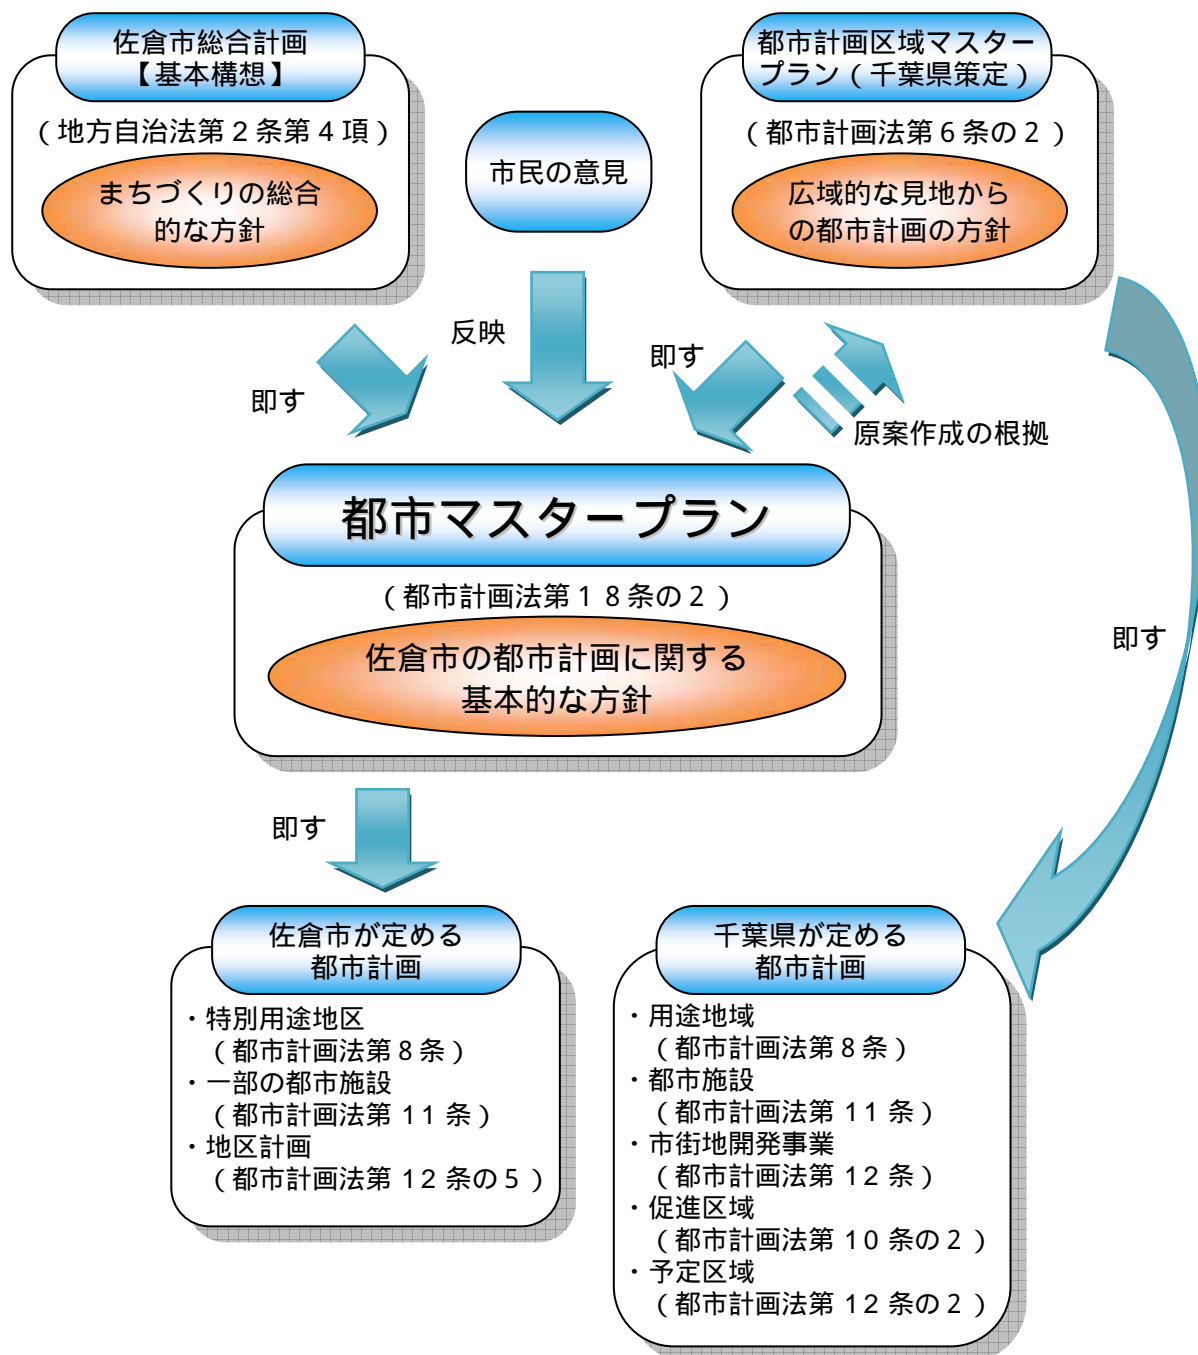 佐倉市総合計画
【基本構想】
（地方自治法第２条第４項）
まちづくりの総合
的な方針
市民の意見
都市計画区域マスター
プラン（千葉県策定）
（都市計画法第６条の２）
広域的な見地から
の都市計画の方針
即す
反映
即す
原案作成の根拠
即す
都市マスタープラン
（都市計画法第１８条の２）
佐倉市の都市計画に関する
基本的な方針
即す
佐倉市が定める
都市計画
・特別用途地区
（都市計画法第８条）
・一部の都市施設
（都市計画法第 11 条）
・地区計画
（都市計画法第 12 条の５）
千葉県が定める
都市計画
・用途地域
（都市計画法第８条）
・都市施設
（都市計画法第 11 条）
・市街地開発事業
（都市計画法第 12 条）
・促進区域
（都市計画法第 10 条の２）
・予定区域
（都市計画法第 12 条の２）